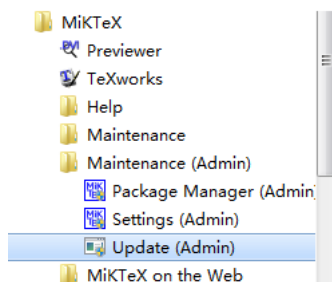 MiKTeX
Previewer
TeXworks
Help
Maintenance
Maintenance (Admin)
Package Manager (Admin)
Settings (Admin)
Update (Admin)
MiKTeX on the Web